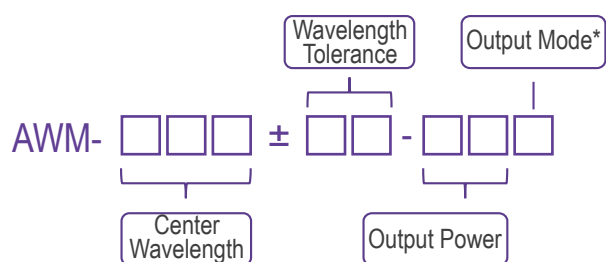 Wavelength
Tolerance
Output Mode*
AWM- □□□ ± □□ - □□□
Center
Wavelength
Output Power